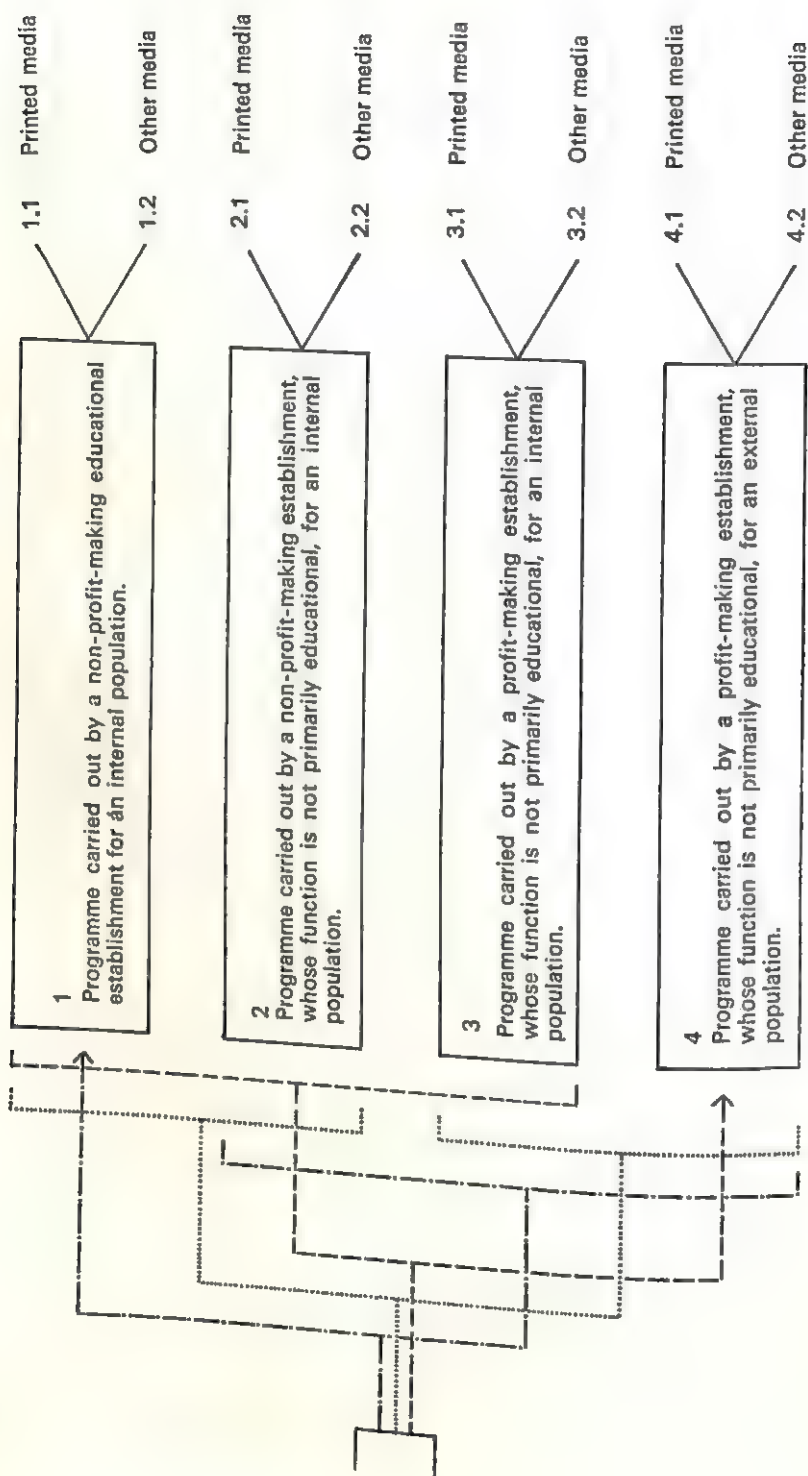 1.1 Printed media
1
Programme carried out by a non-profit-making educational
establishment for an internal population.
1.2 Other media
2.1 Printed media
2
Programme carried out by a non-profit-making establishment,
whose function is not primarily educational, for an internal
population.
2.2 Other media
3.1 Printed media
3
Programme carried out by a profit-making establishment,
whose function is not primarily educational, for an internal
population.
3.2 Other media
4.1 Printed media
4
Programme carried out by a profit-making establishment,
whose function is not primarily educational, for an external
population.
4.2 Other media